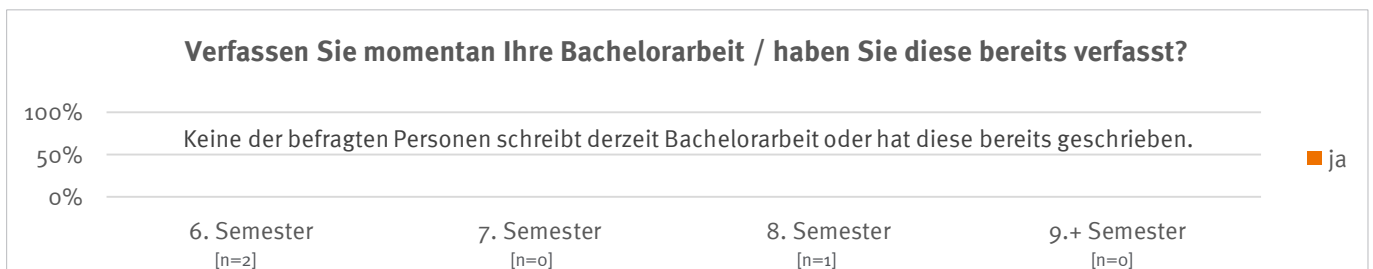 Verfassen Sie momentan Ihre Bachelorarbeit / haben Sie diese bereits verfasst?
100%
Keine der befragten Personen schreibt derzeit Bachelorarbeit oder hat diese bereits geschrieben.
50%
ja
0%
6. Semester 7. Semester 8. Semester 9.+ Semester
[n=2] [n=0] [n=1] [n=0]